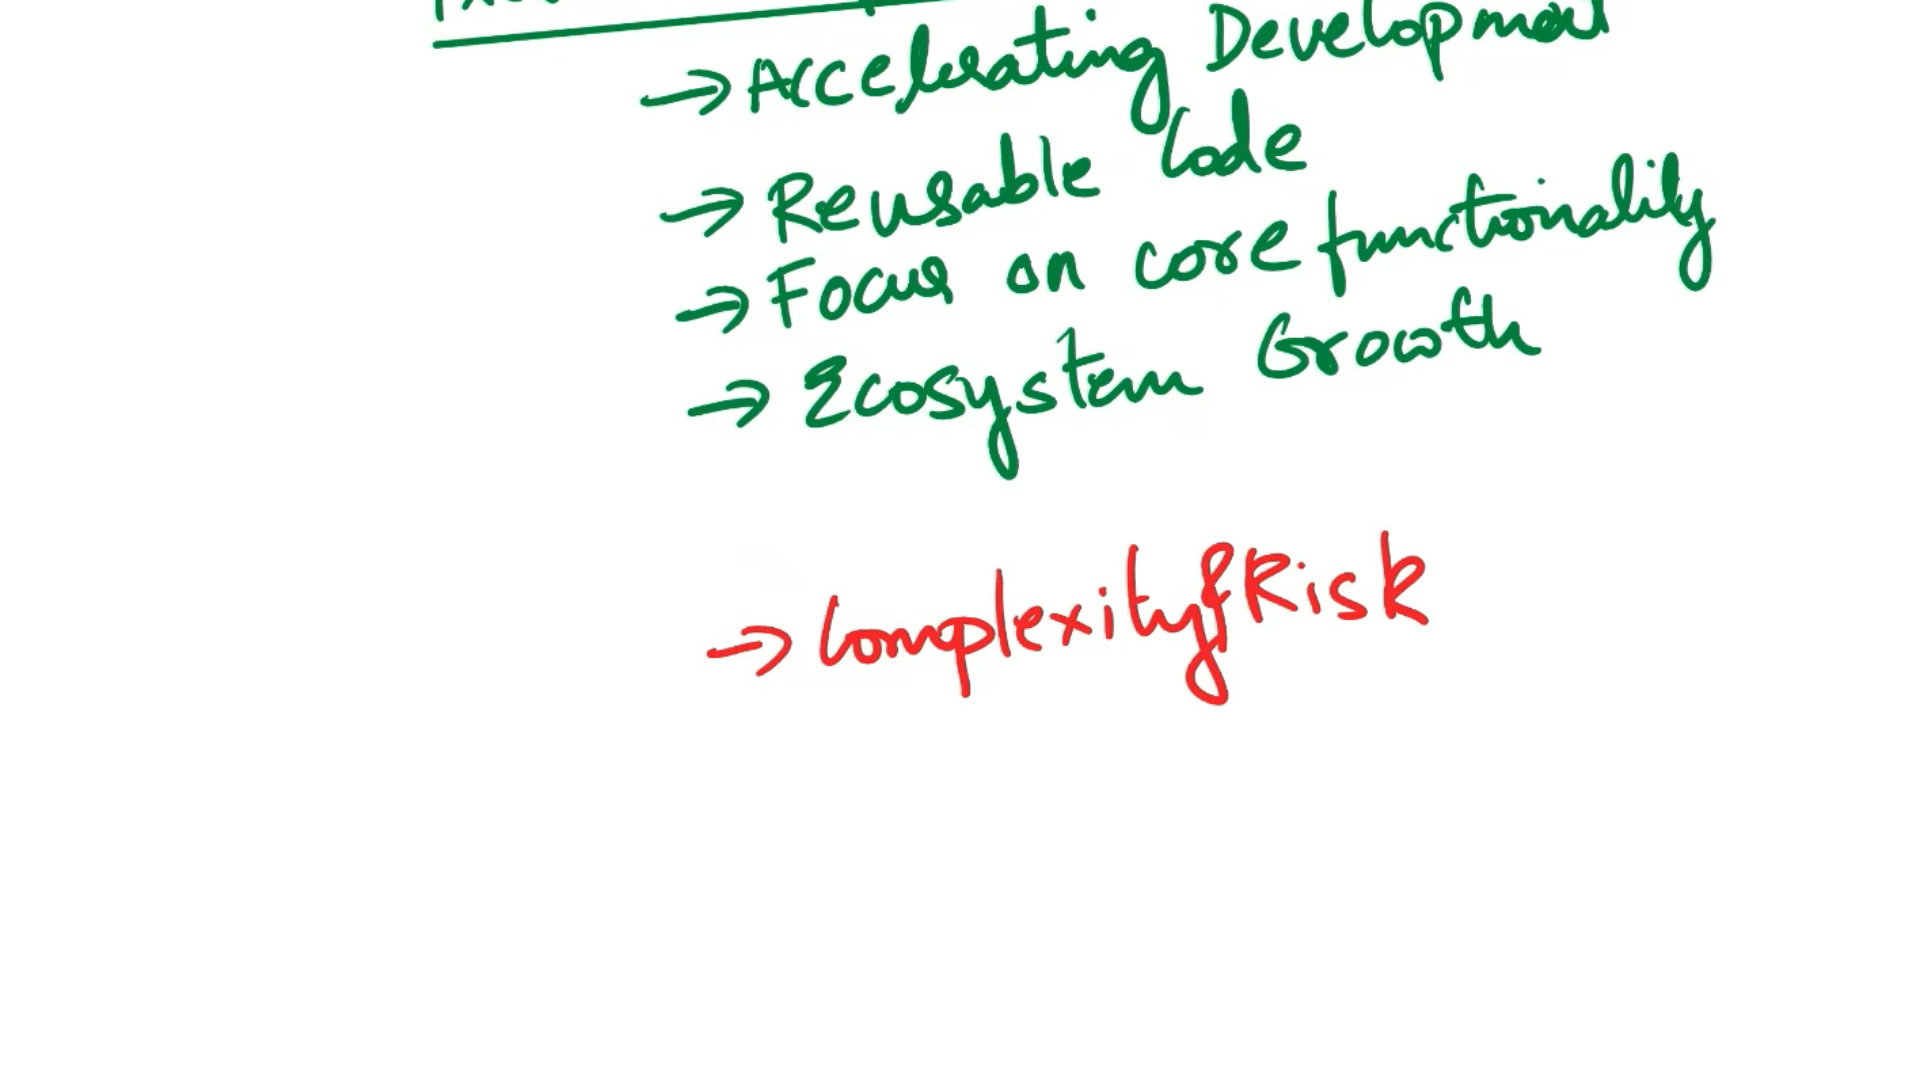 → Accelerating Development
→ Reusable Code
→ Focus on core functionality
→ Ecosystem Growth
→ Complexity & Risk